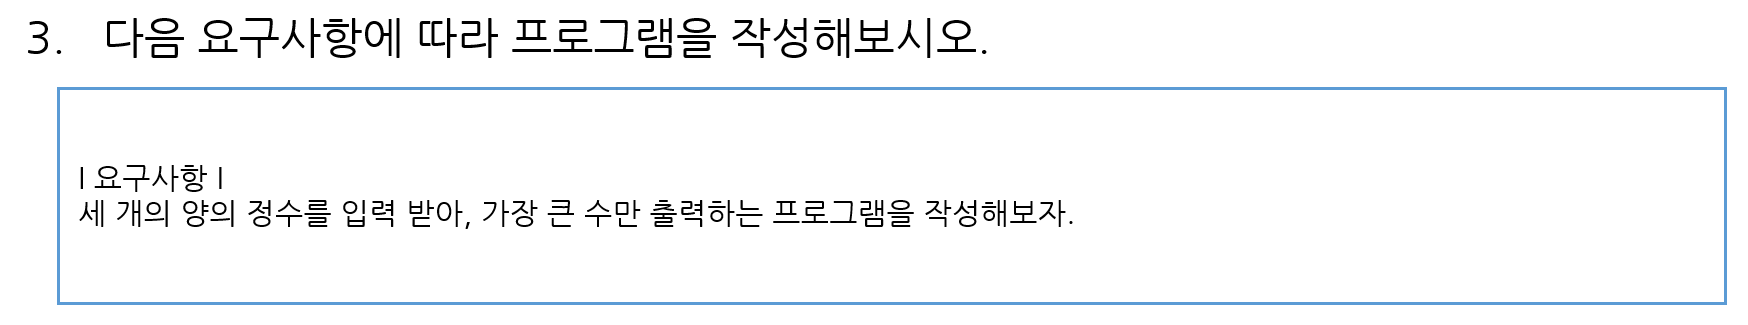 3. 다음 요구사항에 따라 프로그램을 작성해보시오.
| 요구사항 |
세 개의 양의 정수를 입력 받아, 가장 큰 수만 출력하는 프로그램을 작성해보자.